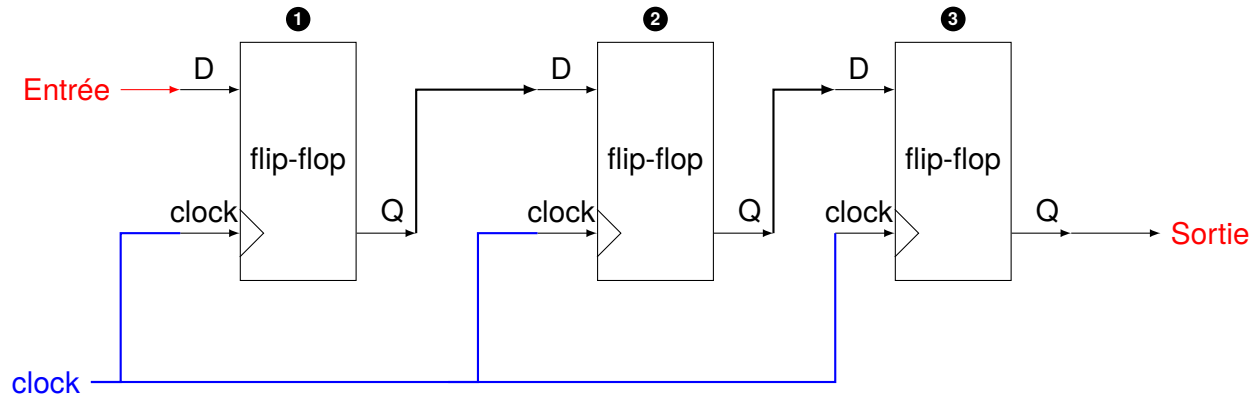 ❶ ❷ ❸
Entrée D D D
flip-flop flip-flop flip-flop
clock Q clock Q clock Q Sortie
clock